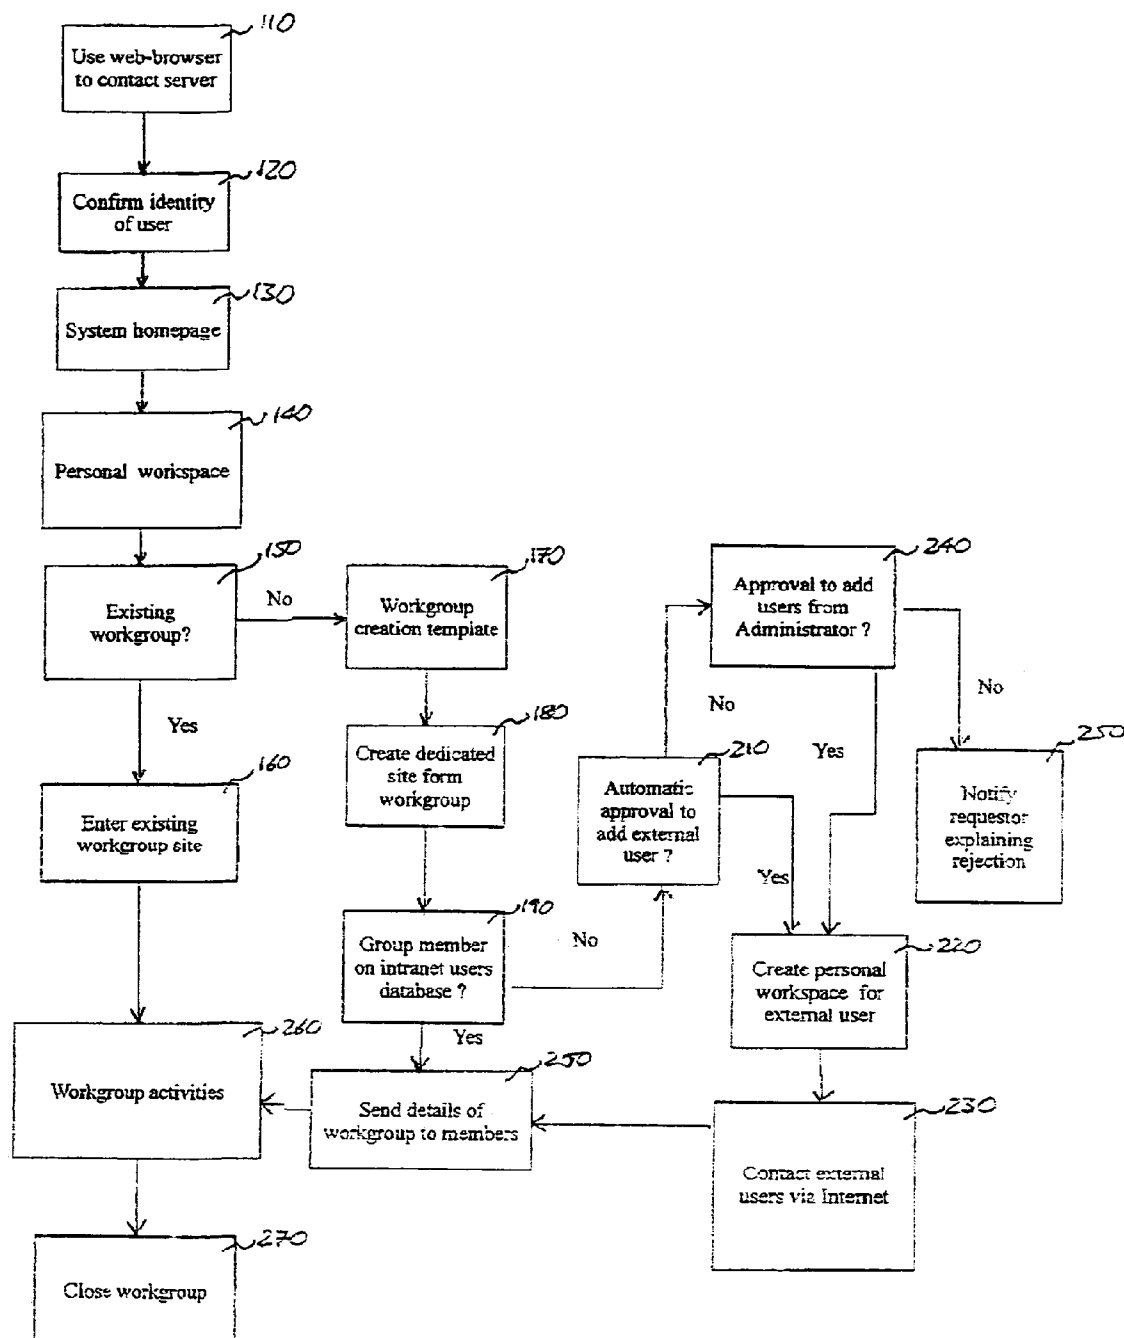 110
Use web-browser
to contact server
120
Confirm identity
of user
130
System homepage
140
Personal workspace
150
Existing
workgroup?
No
Yes
160
Enter existing
workgroup site
170
Workgroup
creation template
180
Create dedicated
site form
workgroup
190
Group member
on intranet users
database ?
No
Yes
210
Automatic
approval to
add external
user ?
No
Yes
240
Approval to add
users from
Administrator ?
No
Yes
250
Notify
requestor
explaining
rejection
220
Create personal
workspace for
external user
230
Contact external
users via Internet
250
Send details of
workgroup to members
260
Workgroup activities
270
Close workgroup